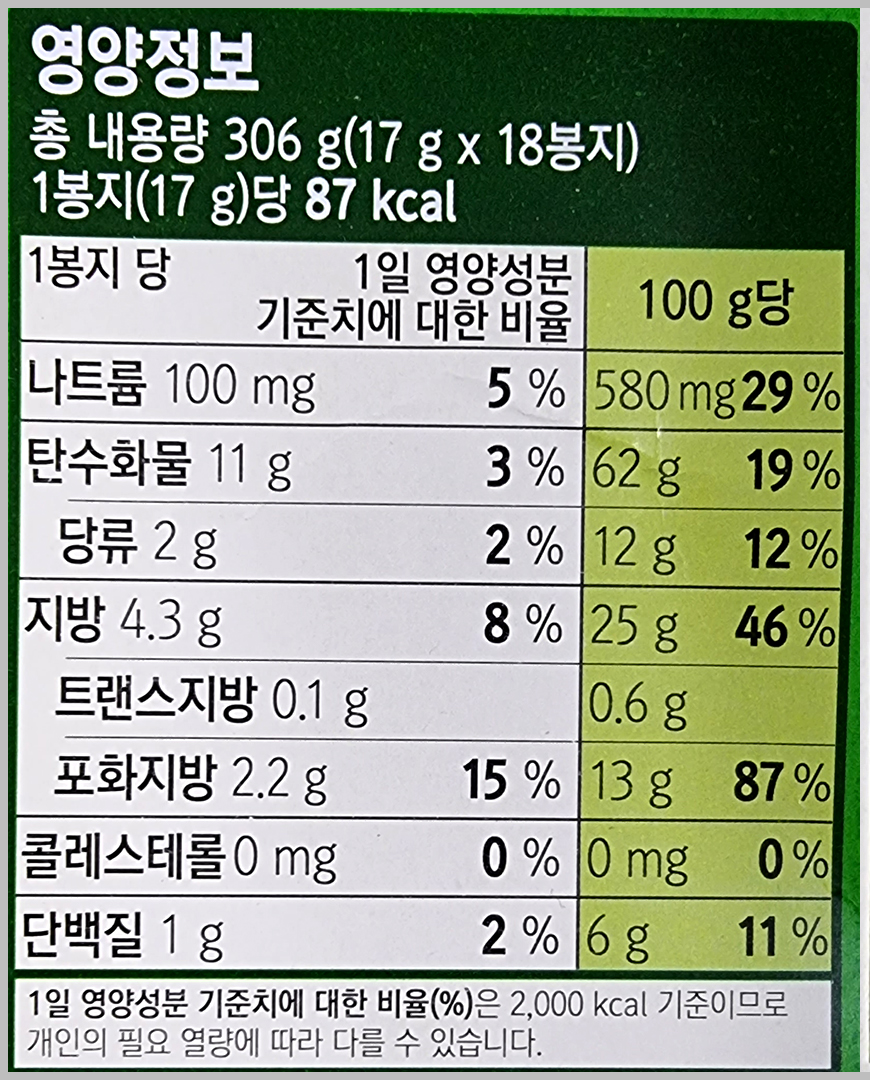 영양정보
총 내용량 306 g(17 g x 18봉지)
1봉지(17 g)당 87 kcal
1봉지 당 1일 영양성분 기준치에 대한 비율 100 g당
나트륨 100 mg 5 % 580 mg 29 %
탄수화물 11 g 3 % 62 g 19 %
당류 2 g 2 % 12 g 12 %
지방 4.3 g 8 % 25 g 46 %
트랜스지방 0.1 g 0.6 g
포화지방 2.2 g 15 % 13 g 87 %
콜레스테롤 0 mg 0 % 0 mg 0 %
단백질 1 g 2 % 6 g 11 %
1일 영양성분 기준치에 대한 비율(%)은 2,000 kcal 기준이므로
개인의 필요 열량에 따라 다를 수 있습니다.